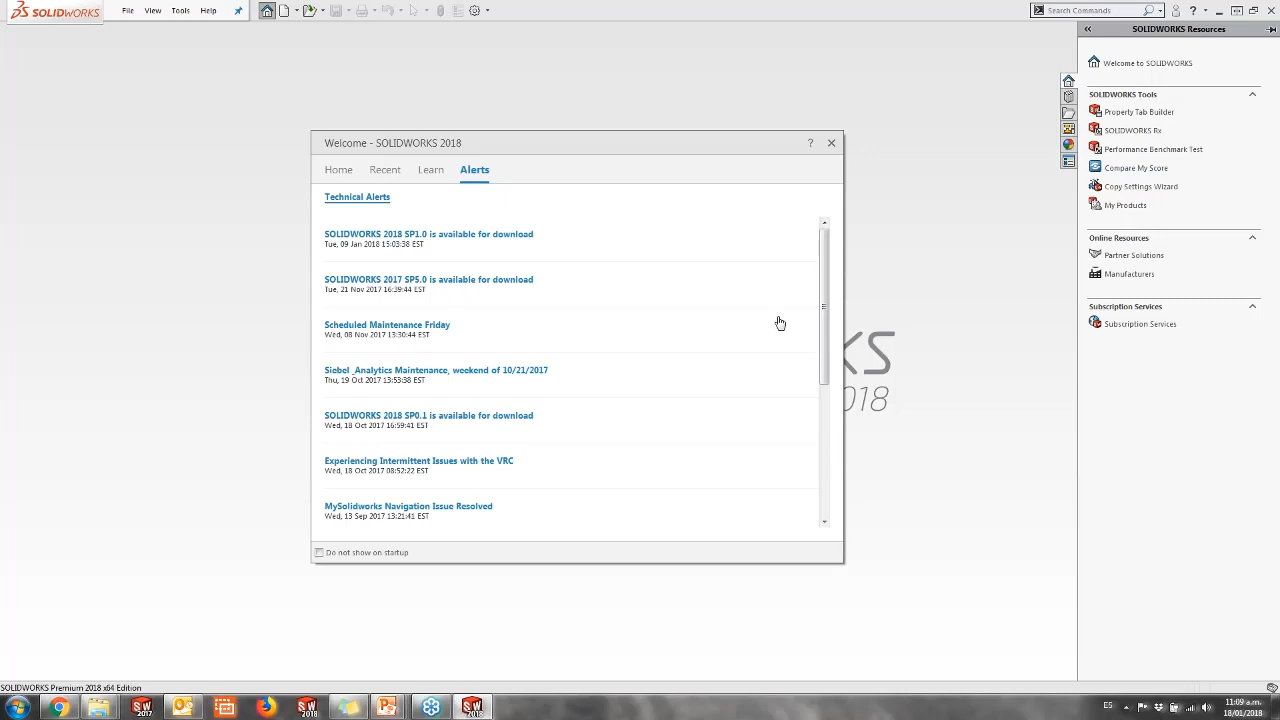 SOLIDWORKS
File View Tools Help
Search Commands
SOLIDWORKS Resources
Welcome to SOLIDWORKS
SOLIDWORKS Tools
Property Tab Builder
SOLIDWORKS Rx
Performance Benchmark Test
Compare My Score
Copy Settings Wizard
My Products
Online Resources
Partner Solutions
Manufacturers
Subscription Services
Subscription Services
Welcome - SOLIDWORKS 2018
Home Recent Learn Alerts
Technical Alerts
SOLIDWORKS 2018 SP1.0 is available for download
Tue, 09 Jan 2018 15:03:38 EST
SOLIDWORKS 2017 SP5.0 is available for download
Tue, 21 Nov 2017 16:39:44 EST
Scheduled Maintenance Friday
Wed, 08 Nov 2017 13:30:44 EST
Siebel _Analytics Maintenance, weekend of 10/21/2017
Thu, 19 Oct 2017 13:53:38 EST
SOLIDWORKS 2018 SP0.1 is available for download
Wed, 18 Oct 2017 16:59:41 EST
Experiencing Intermittent Issues with the VRC
Wed, 18 Oct 2017 08:52:22 EST
MySolidworks Navigation Issue Resolved
Wed, 13 Sep 2017 13:21:41 EST
Do not show on startup
KS
018
SOLIDWORKS Premium 2018 x64 Edition
SW 2017
SW 2018
SW 2018
ES
11:09 a.m.
18/01/2018